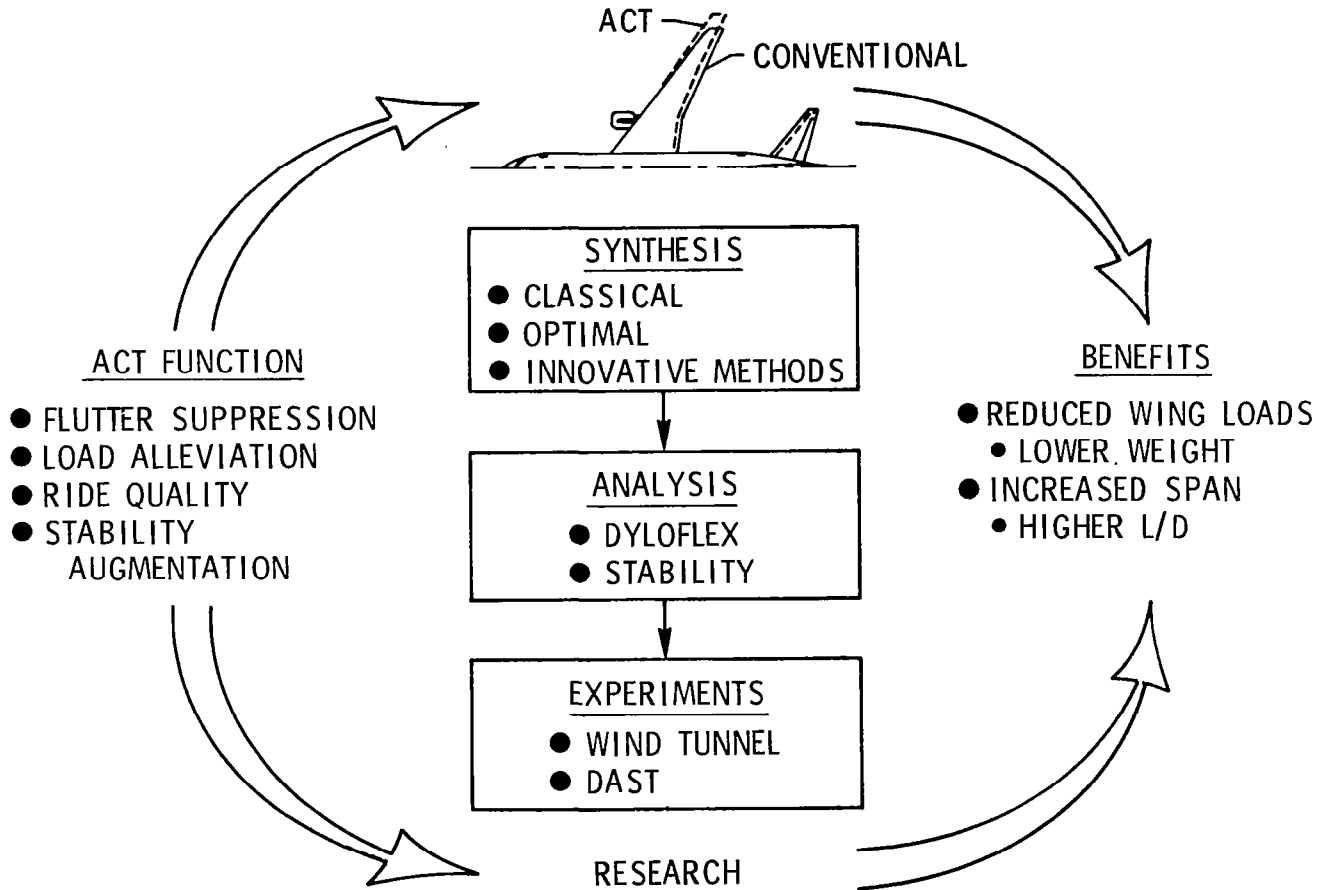 ACT
CONVENTIONAL
SYNTHESIS
● CLASSICAL
● OPTIMAL
● INNOVATIVE METHODS
ACT FUNCTION
● FLUTTER SUPPRESSION
● LOAD ALLEVIATION
● RIDE QUALITY
● STABILITY
AUGMENTATION
ANALYSIS
● DYLOFLEX
● STABILITY
EXPERIMENTS
● WIND TUNNEL
● DAST
BENEFITS
● REDUCED WING LOADS
● LOWER WEIGHT
● INCREASED SPAN
● HIGHER L/D
RESEARCH